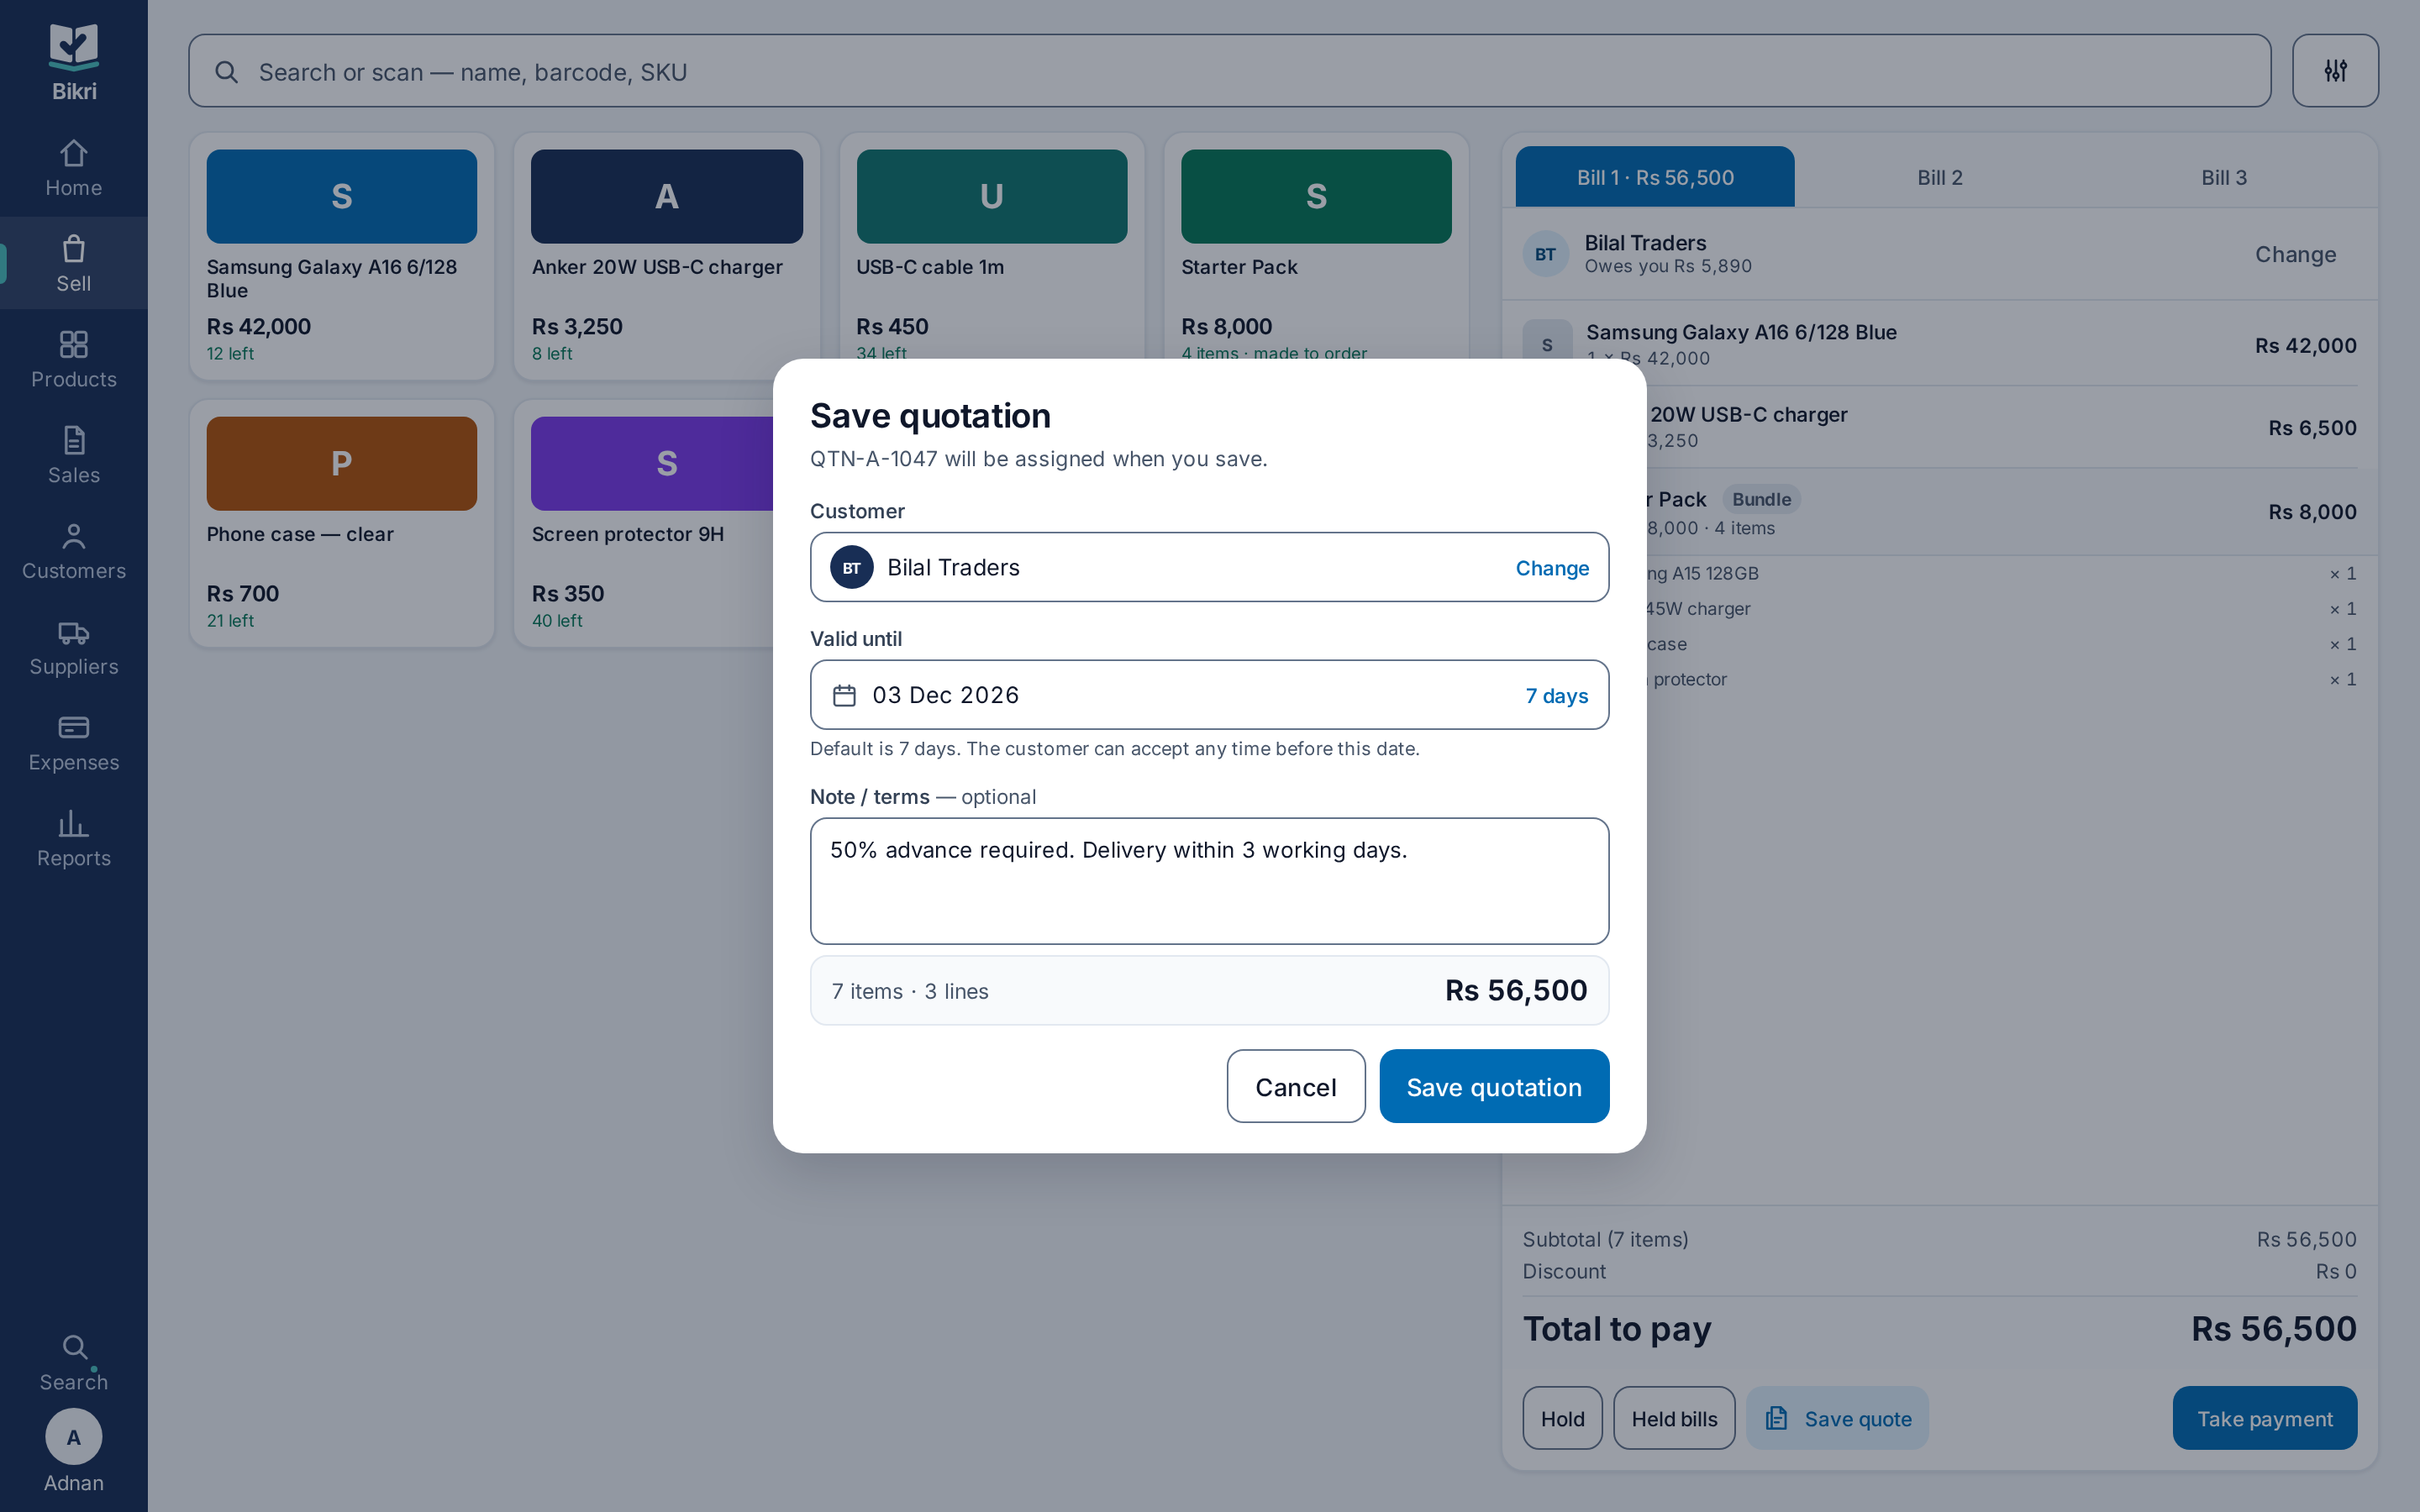 Bikri
Home
Sell
Products
Sales
Customers
Suppliers
Expenses
Reports
Search
A
Adnan
Search or scan — name, barcode, SKU
S
Samsung Galaxy A16 6/128
Blue
Rs 42,000
12 left
A
Anker 20W USB-C charger
Rs 3,250
8 left
U
USB-C cable 1m
Rs 450
34 left
S
Starter Pack
Rs 8,000
4 items · made to order
P
Phone case — clear
Rs 700
21 left
S
Screen protector 9H
Rs 350
40 left
Bill 1 · Rs 56,500
Bill 2
Bill 3
BT
Bilal Traders
Owes you Rs 5,890
Change
S
Samsung Galaxy A16 6/128 Blue
1 × Rs 42,000
Rs 42,000
20W USB-C charger
3,250
Rs 6,500
r Pack
Bundle
8,000 · 4 items
Rs 8,000
ng A15 128GB
× 1
45W charger
× 1
case
× 1
protector
× 1
Subtotal (7 items)
Rs 56,500
Discount
Rs 0
Total to pay
Rs 56,500
Hold
Held bills
Save quote
Take payment
Save quotation
QTN-A-1047 will be assigned when you save.
Customer
BT
Bilal Traders
Change
Valid until
03 Dec 2026
7 days
Default is 7 days. The customer can accept any time before this date.
Note / terms — optional
50% advance required. Delivery within 3 working days.
7 items · 3 lines
Rs 56,500
Cancel
Save quotation